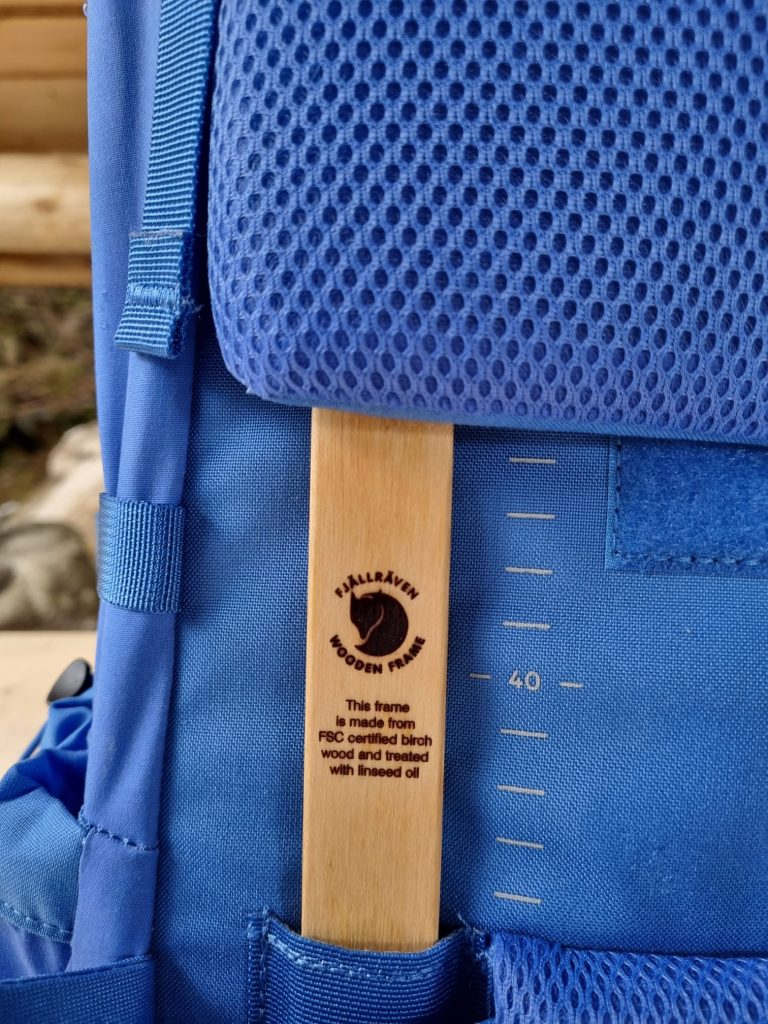 FJÄLLRÄVEN
WOODEN FRAME
This frame
is made from
FSC certified birch
wood and treated
with linseed oil
40